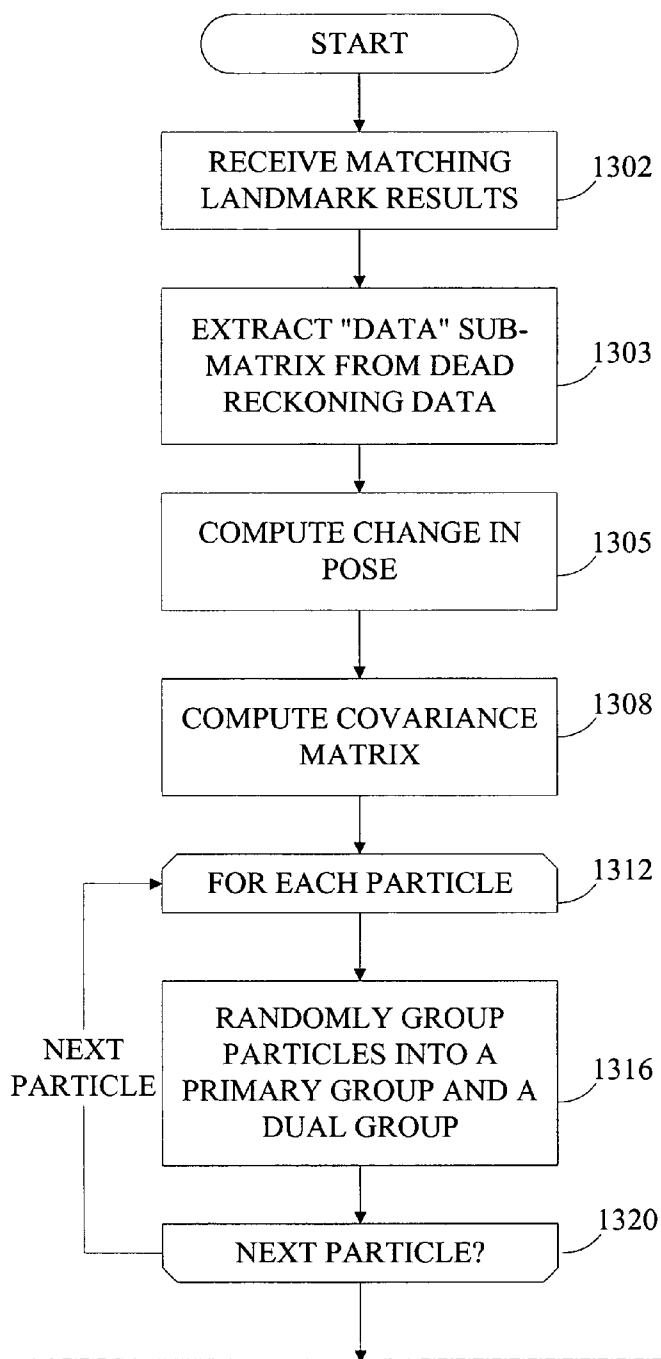 START
RECEIVE MATCHING
LANDMARK RESULTS
1302
EXTRACT "DATA" SUB-
MATRIX FROM DEAD
RECKONING DATA
1303
COMPUTE CHANGE IN
POSE
1305
COMPUTE COVARIANCE
MATRIX
1308
FOR EACH PARTICLE
1312
RANDOMLY GROUP
PARTICLES INTO A
PRIMARY GROUP AND A
DUAL GROUP
1316
NEXT
PARTICLE
NEXT PARTICLE?
1320